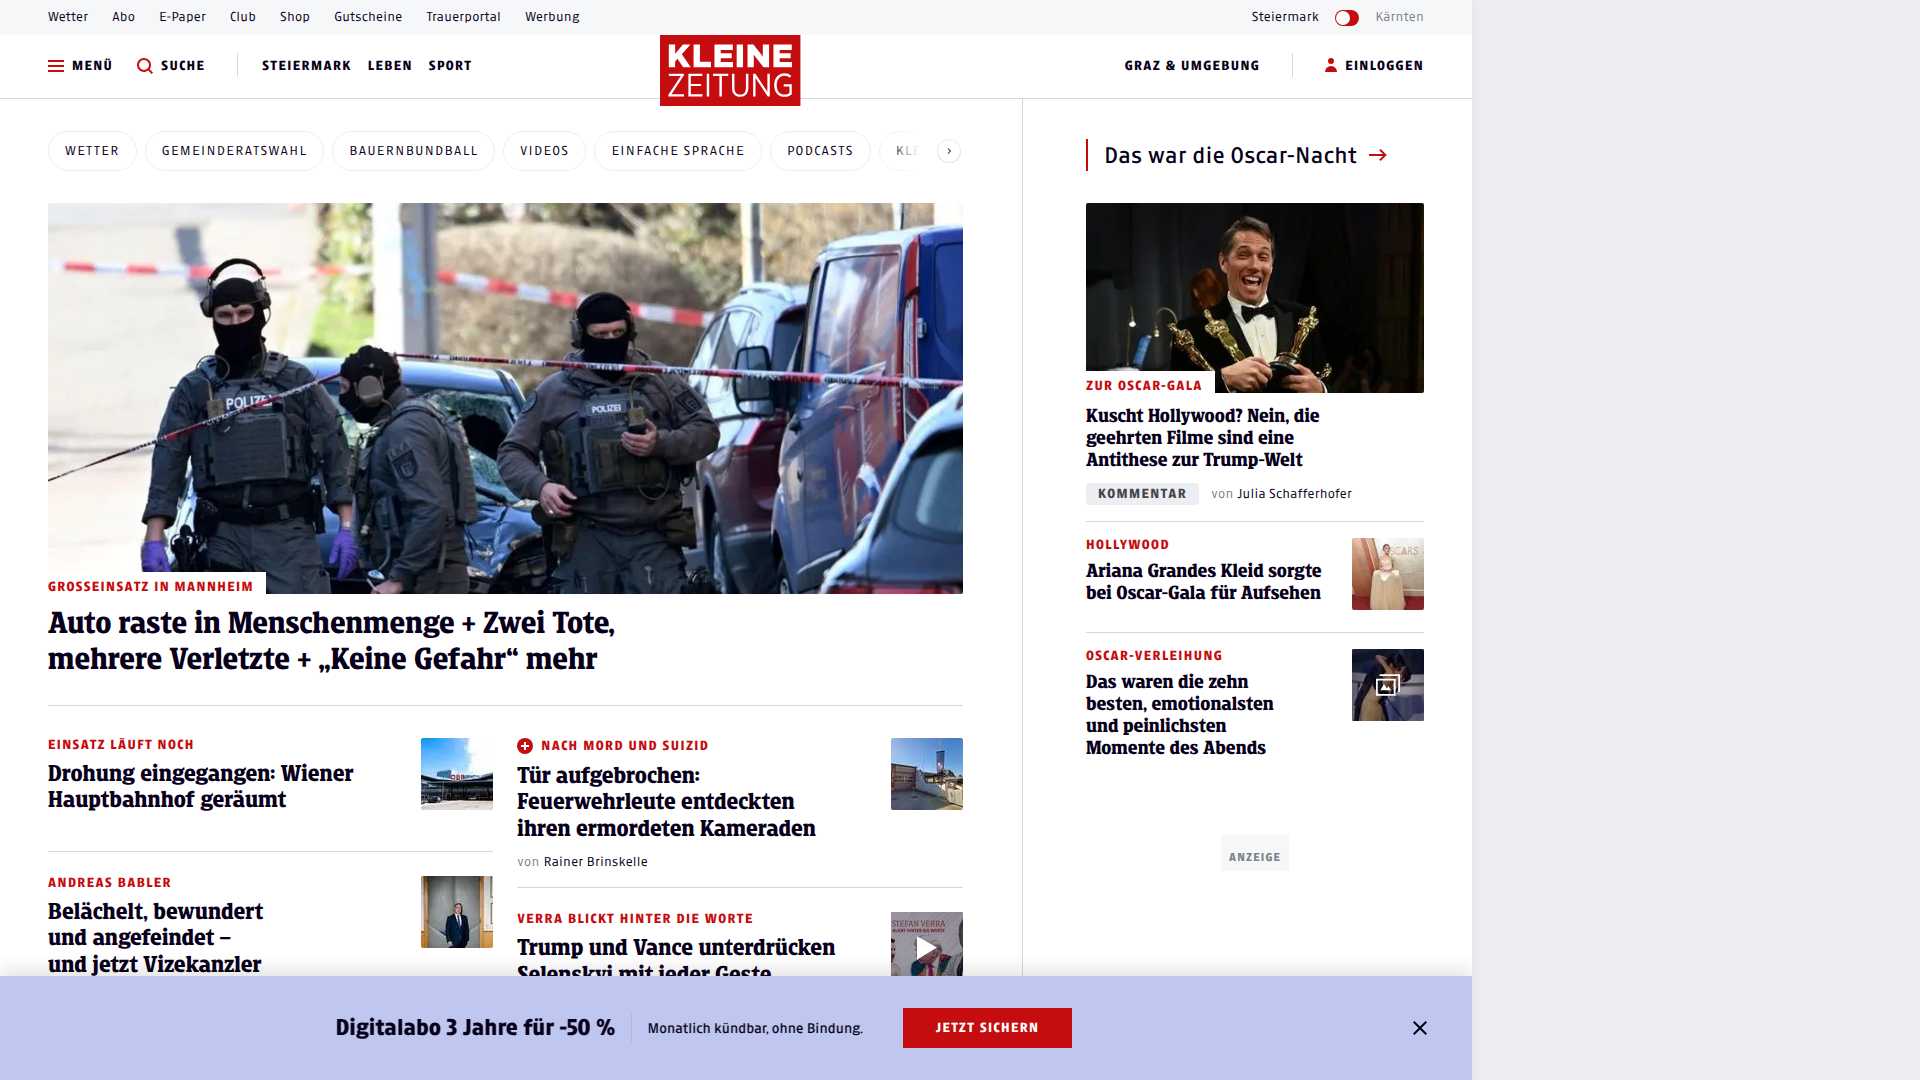 Wetter Abo E-Paper Club Shop Gutscheine Trauerportal Werbung Steiermark Kärnten
MENÜ SUCHE STEIERMARK LEBEN SPORT KLEINE ZEITUNG GRAZ & UMGEBUNG EINLOGGEN
WETTER GEMEINDERATSWAHL BAUERNBUNDBALL VIDEOS EINFACHE SPRACHE PODCASTS
POLIZEI
POLIZEI
GROSSEINSATZ IN MANNHEIM
Auto raste in Menschenmenge + Zwei Tote,
mehrere Verletzte + „Keine Gefahr“ mehr
EINSATZ LÄUFT NOCH
Drohung eingegangen: Wiener
Hauptbahnhof geräumt
ANDREAS BABLER
Belächelt, bewundert
und angefeindet –
und jetzt Vizekanzler
NACH MORD UND SUIZID
Tür aufgebrochen:
Feuerwehrleute entdeckten
ihren ermordeten Kameraden
von Rainer Brinskelle
VERRA BLICKT HINTER DIE WORTE
Trump und Vance unterdrücken
Selenskyj mit jeder Geste
STEFAN VERRA
Das war die Oscar-Nacht
ZUR OSCAR-GALA
Kuscht Hollywood? Nein, die
geehrten Filme sind eine
Antithese zur Trump-Welt
KOMMENTAR von Julia Schafferhofer
HOLLYWOOD
Ariana Grandes Kleid sorgte
bei Oscar-Gala für Aufsehen
OSCARS
OSCAR-VERLEIHUNG
Das waren die zehn
besten, emotionalsten
und peinlichsten
Momente des Abends
ANZEIGE
Digitalabo 3 Jahre für -50 % Monatlich kündbar, ohne Bindung. JETZT SICHERN